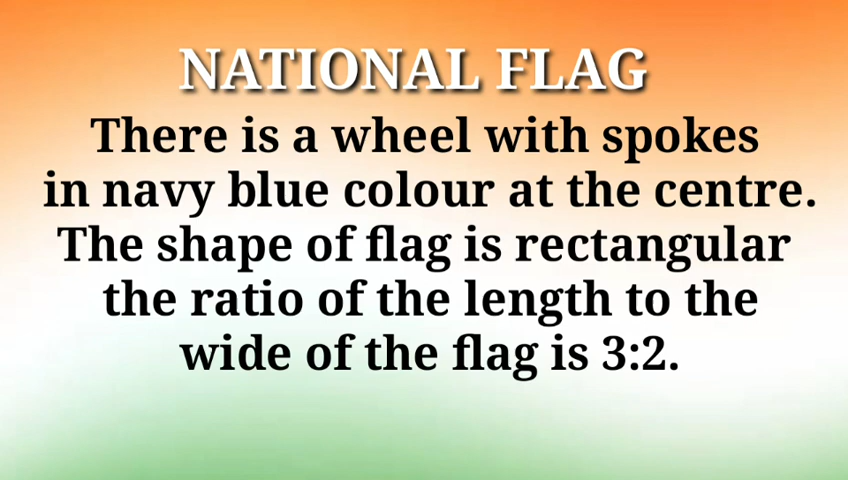 NATIONAL FLAG
There is a wheel with spokes
in navy blue colour at the centre.
The shape of flag is rectangular
the ratio of the length to the
wide of the flag is 3:2.